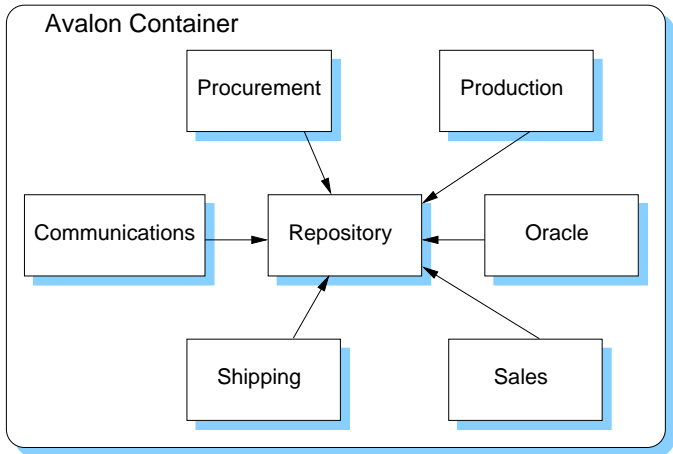 Avalon Container
Procurement
Production
Communications
Repository
Oracle
Shipping
Sales